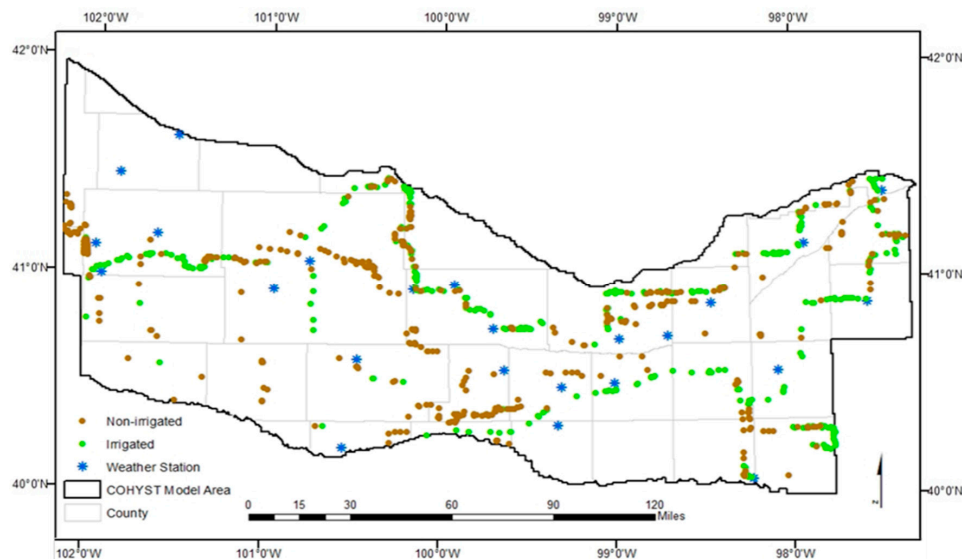 102°0'W 101°0'W 100°0'W 99°0'W 98°0'W
42°0'N 42°0'N
41°0'N 41°0'N
Non-irrigated
Irrigated
Weather Station
40°0'N COHYST Model Area 40°0'N
County
0 15 30 60 90 120
Miles
N
102°0'W 101°0'W 100°0'W 99°0'W 98°0'W